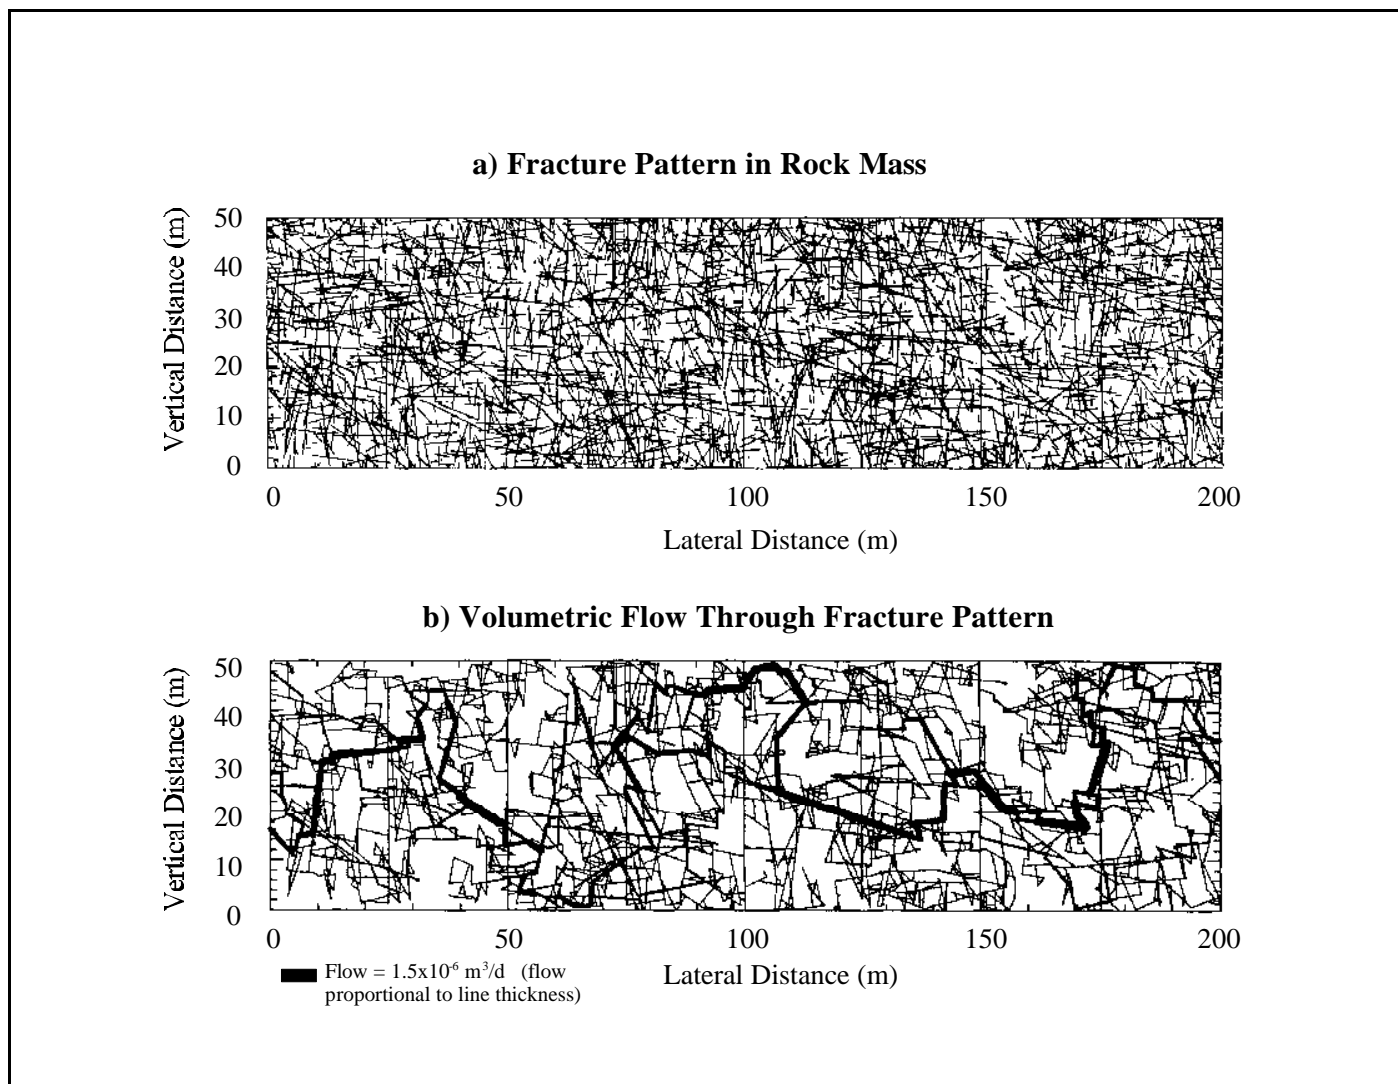 a) Fracture Pattern in Rock Mass
Vertical Distance (m)
50
40
30
20
10
0
0 50 100 150 200
Lateral Distance (m)
b) Volumetric Flow Through Fracture Pattern
Vertical Distance (m)
50
40
30
20
10
0
0 50 100 150 200
Flow = 1.5x10⁻⁶ m³/d (flow
proportional to line thickness)
Lateral Distance (m)